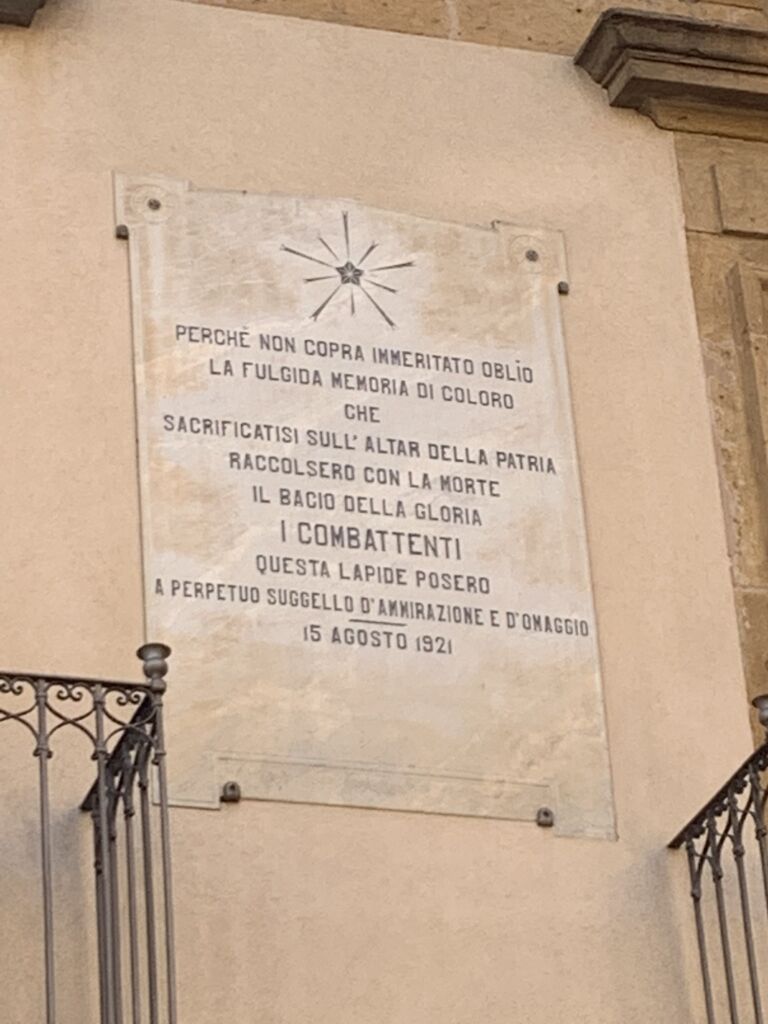 PERCHÈ NON COPRA IMMERITATO OBLÌO
LA FULGIDA MEMORIA DI COLORO
CHE
SACRIFICATISI SULL' ALTAR DELLA PATRIA
RACCOLSERO CON LA MORTE
IL BACIO DELLA GLORIA
I COMBATTENTI
QUESTA LAPIDE POSERO
A PERPETUO SUGGELLO D'AMMIRAZIONE E D'OMAGGIO
15 AGOSTO 1921